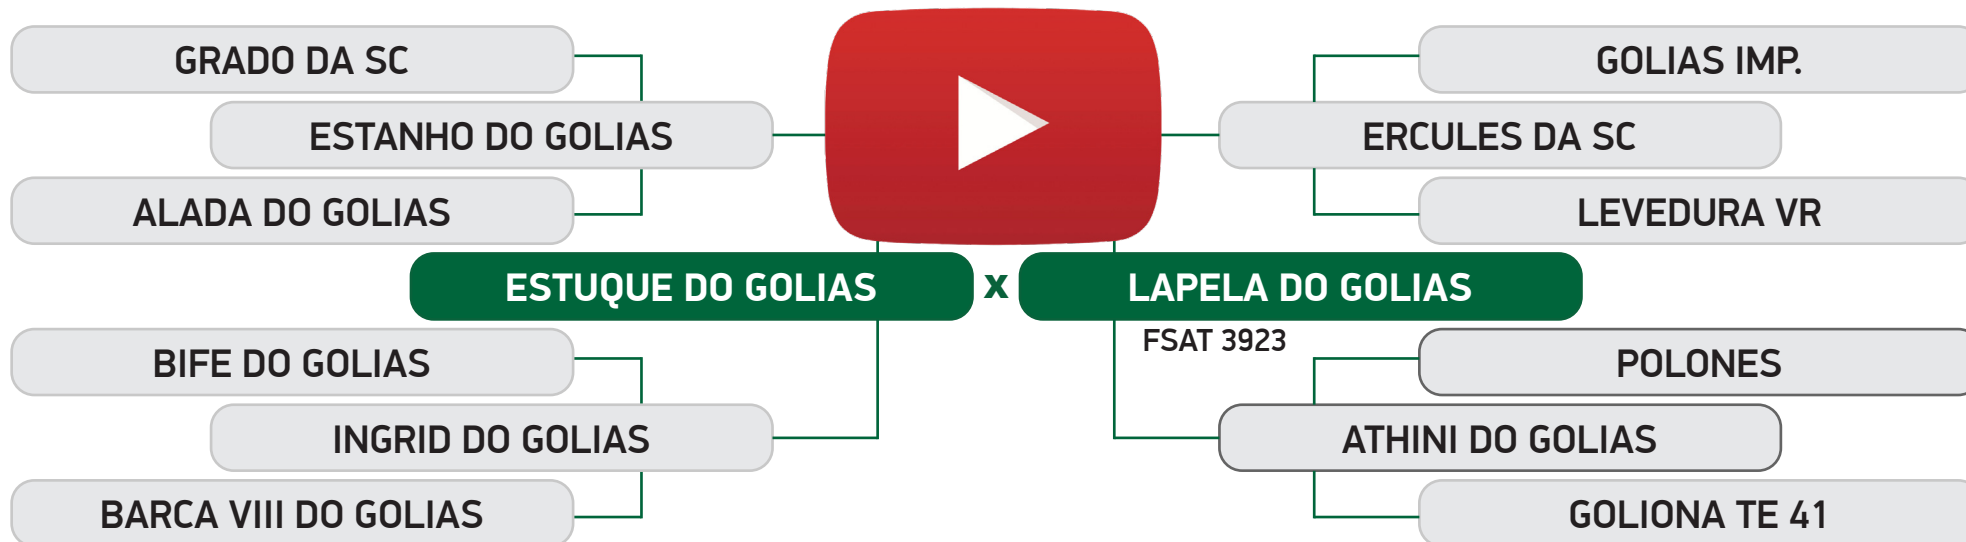 GRADO DA SC
GOLIAS IMP.
ESTANHO DO GOLIAS
ERCULES DA SC
ALADA DO GOLIAS
LEVEDURA VR
ESTUQUE DO GOLIAS x LAPELA DO GOLIAS
FSAT 3923
BIFE DO GOLIAS
POLONES
INGRID DO GOLIAS
ATHINI DO GOLIAS
BARCA VIII DO GOLIAS
GOLIONA TE 41